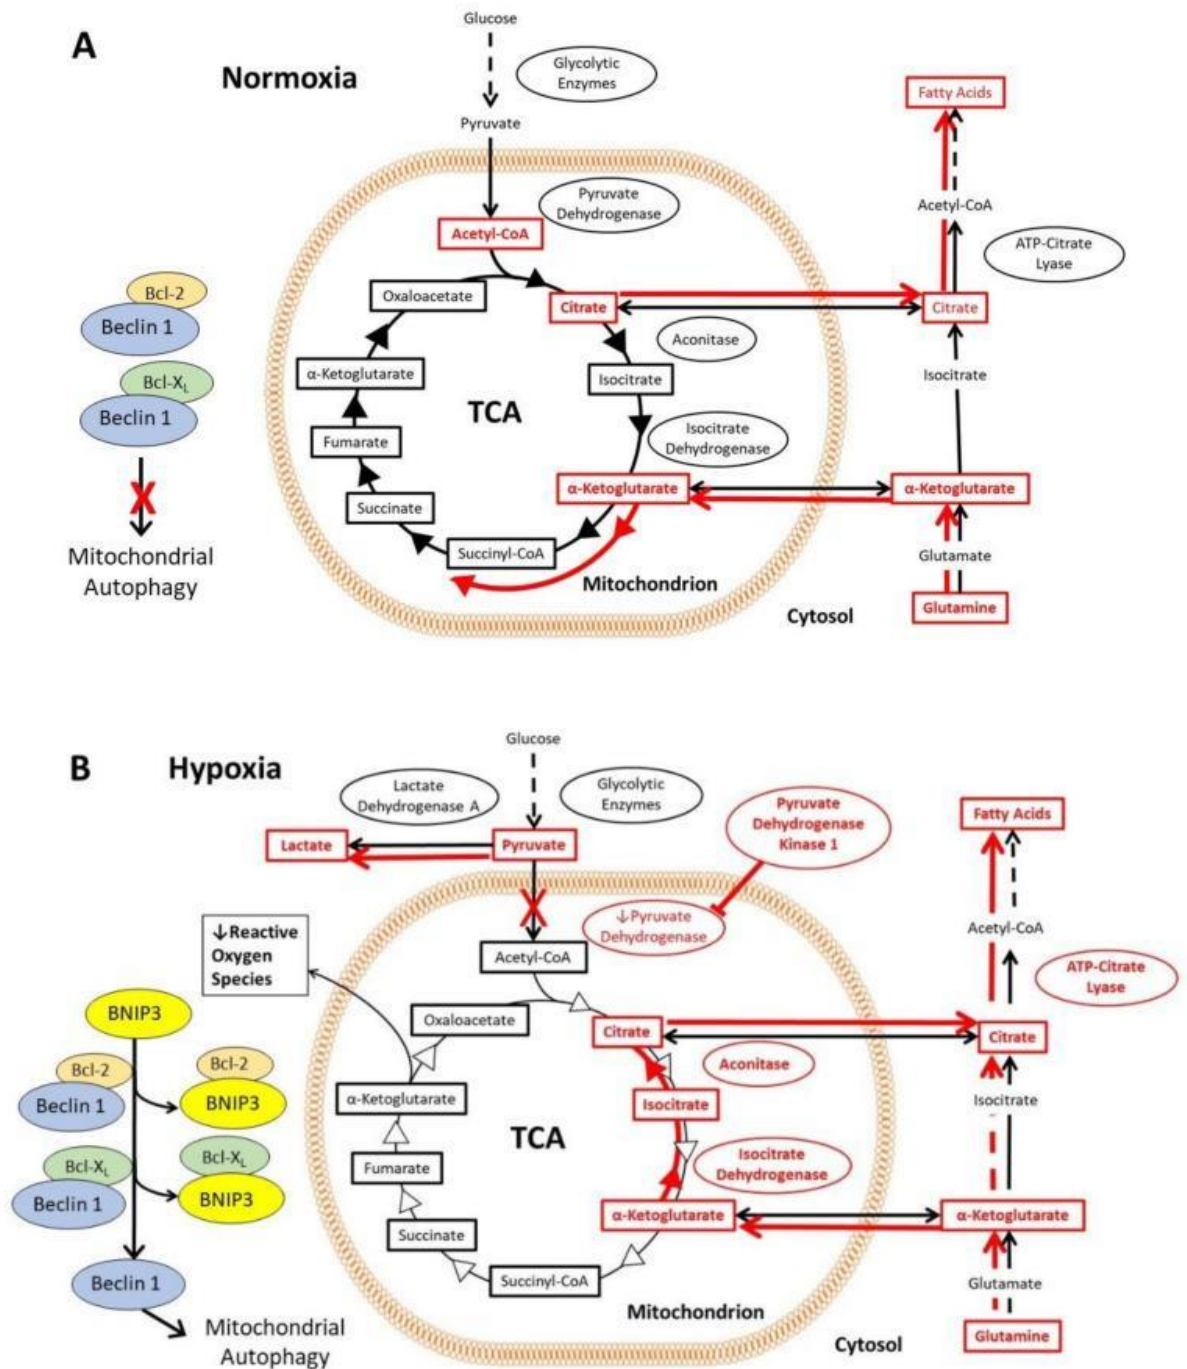 A
Normoxia
Glucose
Glycolytic
Enzymes
Pyruvate
Fatty Acids
Pyruvate
Dehydrogenase
Acetyl-CoA
Acetyl-CoA
ATP-Citrate
Lyase
Bcl-2
Beclin 1
Oxaloacetate
Citrate
Citrate
Aconitase
Bcl-XL
Beclin 1
α-Ketoglutarate
Isocitrate
Isocitrate
TCA
Fumarate
Isocitrate
Dehydrogenase
α-Ketoglutarate
α-Ketoglutarate
X
Succinate
Succinyl-CoA
Glutamate
Mitochondrial
Autophagy
Mitochondrion
Cytosol
Glutamine
B
Hypoxia
Glucose
Lactate
Dehydrogenase A
Glycolytic
Enzymes
Pyruvate
Dehydrogenase
Kinase 1
Fatty Acids
Lactate
Pyruvate
X
↓Pyruvate
Dehydrogenase
↓Reactive
Oxygen
Species
Acetyl-CoA
Acetyl-CoA
ATP-Citrate
Lyase
BNIP3
Oxaloacetate
Citrate
Citrate
Bcl-2
Beclin 1
Bcl-2
BNIP3
Aconitase
α-Ketoglutarate
Isocitrate
Isocitrate
TCA
Bcl-XL
Beclin 1
Bcl-XL
BNIP3
Fumarate
Isocitrate
Dehydrogenase
α-Ketoglutarate
α-Ketoglutarate
Succinate
Beclin 1
Succinyl-CoA
Glutamate
Mitochondrial
Autophagy
Mitochondrion
Cytosol
Glutamine